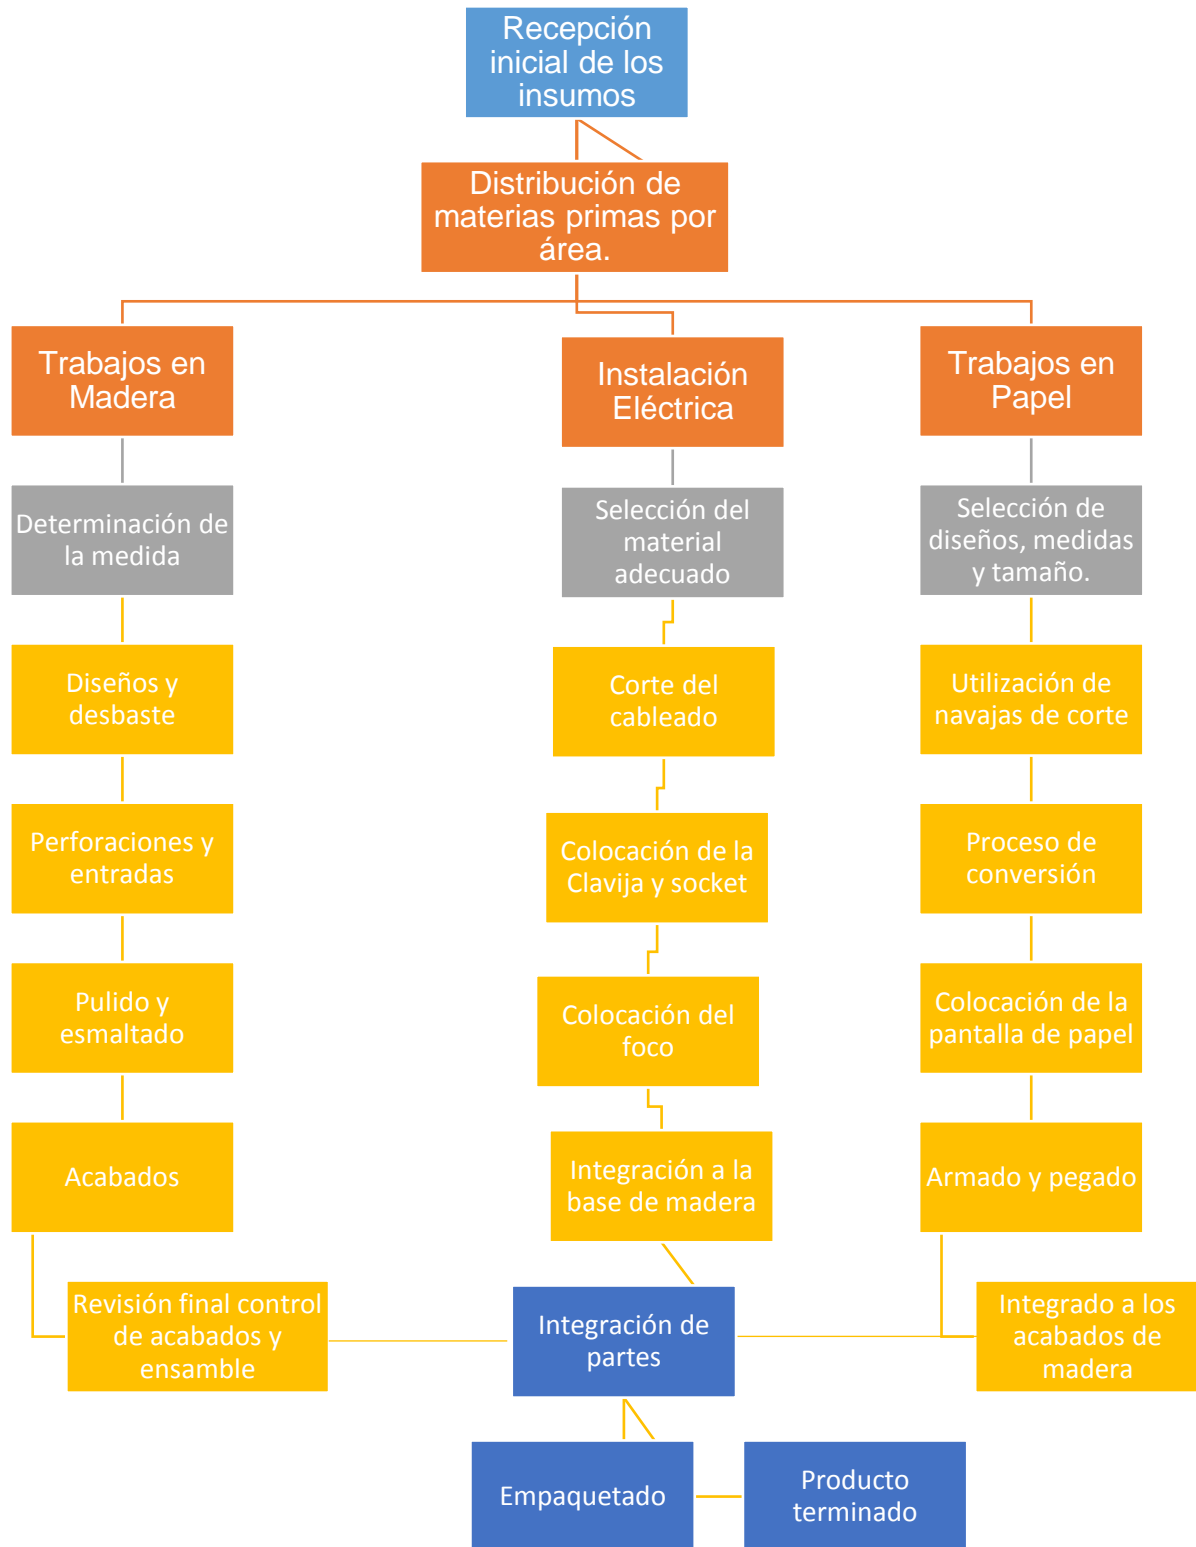 Recepción
inicial de los
insumos
Distribución de
materias primas por
área.
Trabajos en
Madera
Instalación
Eléctrica
Trabajos en
Papel
Determinación de
la medida
Selección del
material
adecuado
Selección de
diseños, medidas
y tamaño.
Diseños y
desbaste
Corte del
cableado
Utilización de
navajas de corte
Perforaciones y
entradas
Colocación de la
Clavija y socket
Proceso de
conversión
Pulido y
esmaltado
Colocación del
foco
Colocación de la
pantalla de papel
Acabados
Integración a la
base de madera
Armado y pegado
Revisión final control
de acabados y
ensamble
Integración de
partes
Integrado a los
acabados de
madera
Empaquetado
Producto
terminado